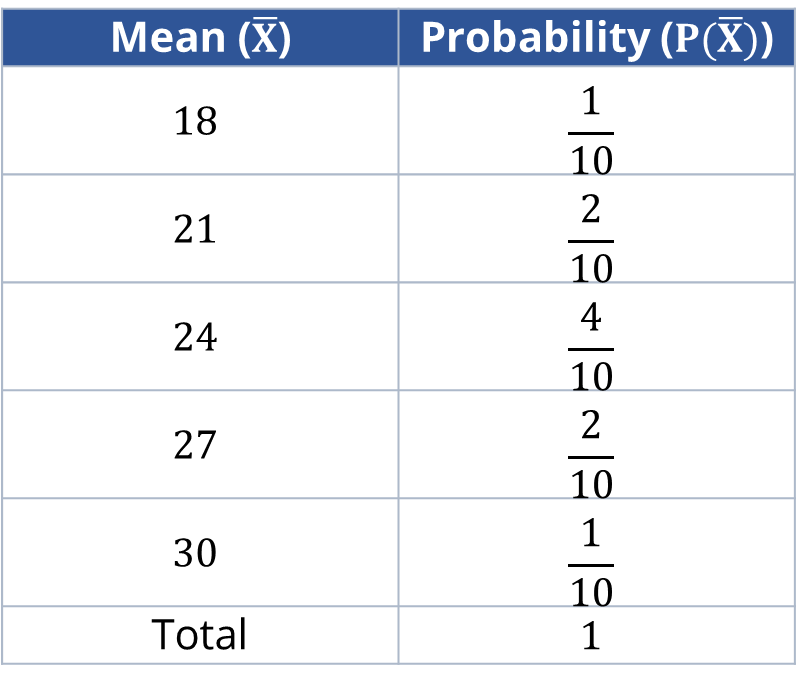 Mean (X̅) Probability (P(X̅))
18 1/10
21 2/10
24 4/10
27 2/10
30 1/10
Total 1